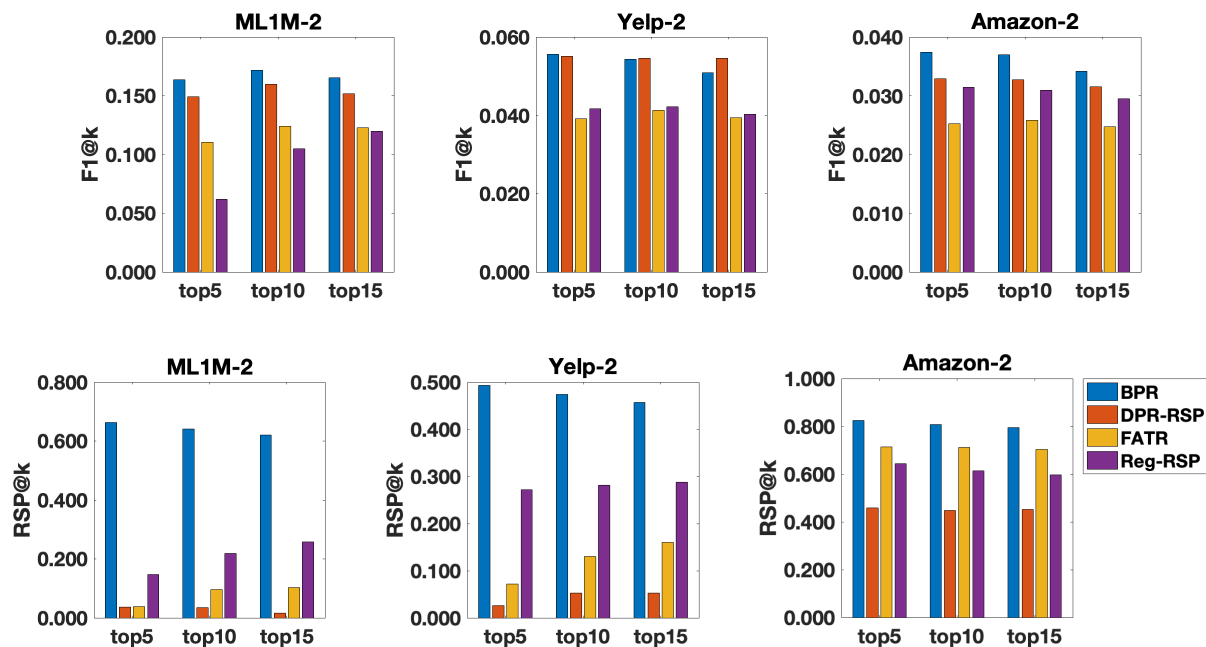 ML1M-2
F1@k
0.200
0.150
0.100
0.050
0.000
top5 top10 top15
Yelp-2
F1@k
0.060
0.040
0.020
0.000
top5 top10 top15
Amazon-2
F1@k
0.040
0.030
0.020
0.010
0.000
top5 top10 top15
ML1M-2
RSP@k
0.800
0.600
0.400
0.200
0.000
top5 top10 top15
Yelp-2
RSP@k
0.500
0.400
0.300
0.200
0.100
0.000
top5 top10 top15
Amazon-2
RSP@k
1.000
0.800
0.600
0.400
0.200
0.000
top5 top10 top15
BPR
DPR-RSP
FATR
Reg-RSP